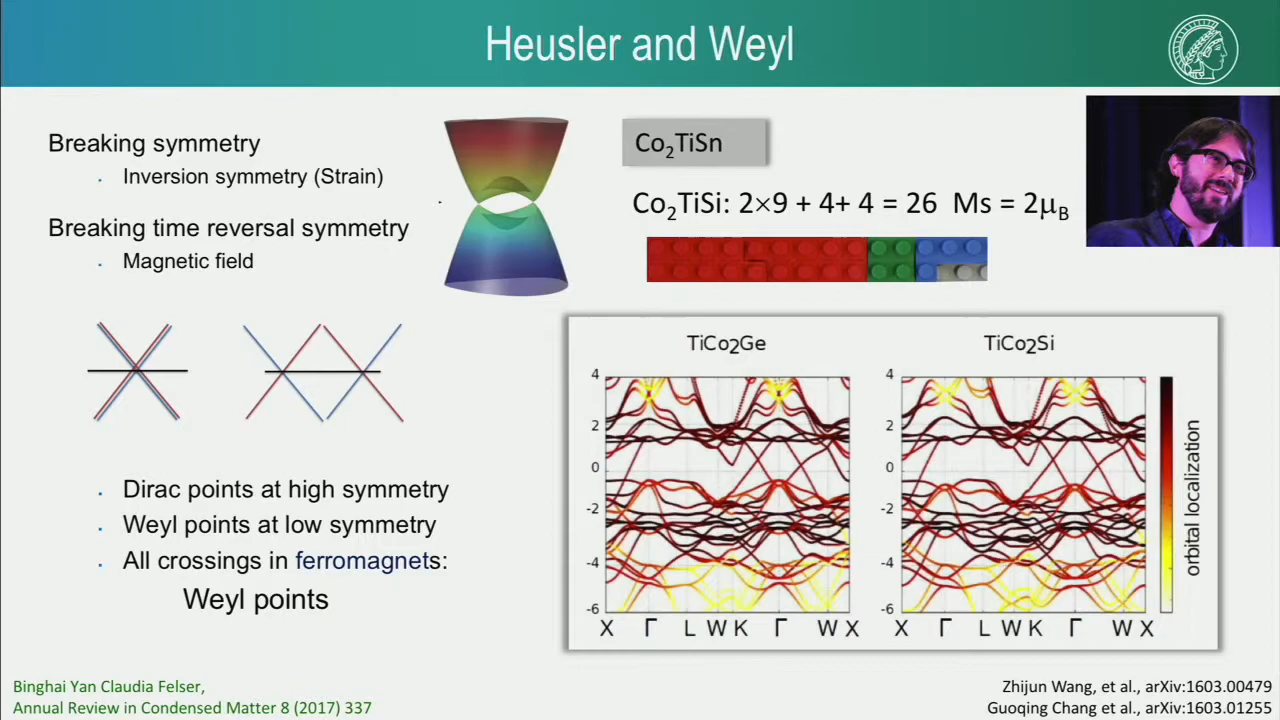 Heusler and Weyl
Breaking symmetry
Inversion symmetry (Strain)
Breaking time reversal symmetry
Magnetic field
Dirac points at high symmetry
Weyl points at low symmetry
All crossings in ferromagnets:
Weyl points
Co₂TiSn
Co₂TiSi: 2×9 + 4+ 4 = 26 Ms = 2μ_B
TiCo₂Ge
4
2
0
-2
-4
-6
X Γ L W K Γ W X
TiCo₂Si
4
2
0
-2
-4
-6
X Γ L W K Γ W X
orbital localization
Binghai Yan Claudia Felser,
Annual Review in Condensed Matter 8 (2017) 337
Zhijun Wang, et al., arXiv:1603.00479
Guoqing Chang et al., arXiv:1603.01255